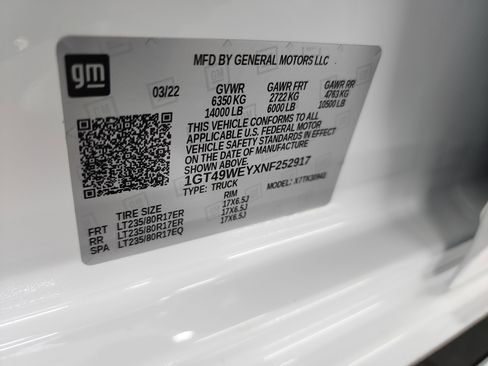 gm
MFD BY GENERAL MOTORS LLC
03/22 GVWR GAWR FRT GAWR RR
6350 KG 2722 KG 4763 KG
14000 LB 6000 LB 10500 LB
THIS VEHICLE CONFORMS TO ALL
APPLICABLE U.S. FEDERAL MOTOR
VEHICLE SAFETY STANDARDS IN EFFECT
ON THE DATE OF MANUFACTURE
SHOWN ABOVE.
1GT49WEYXNF252917
TYPE: TRUCK MODEL:
TIRE SIZE RIM
FRT LT235/80R17ER 17X6.5J
RR LT235/80R17ER 17X6.5J
SPA LT235/80R17EQ 17X6.5J